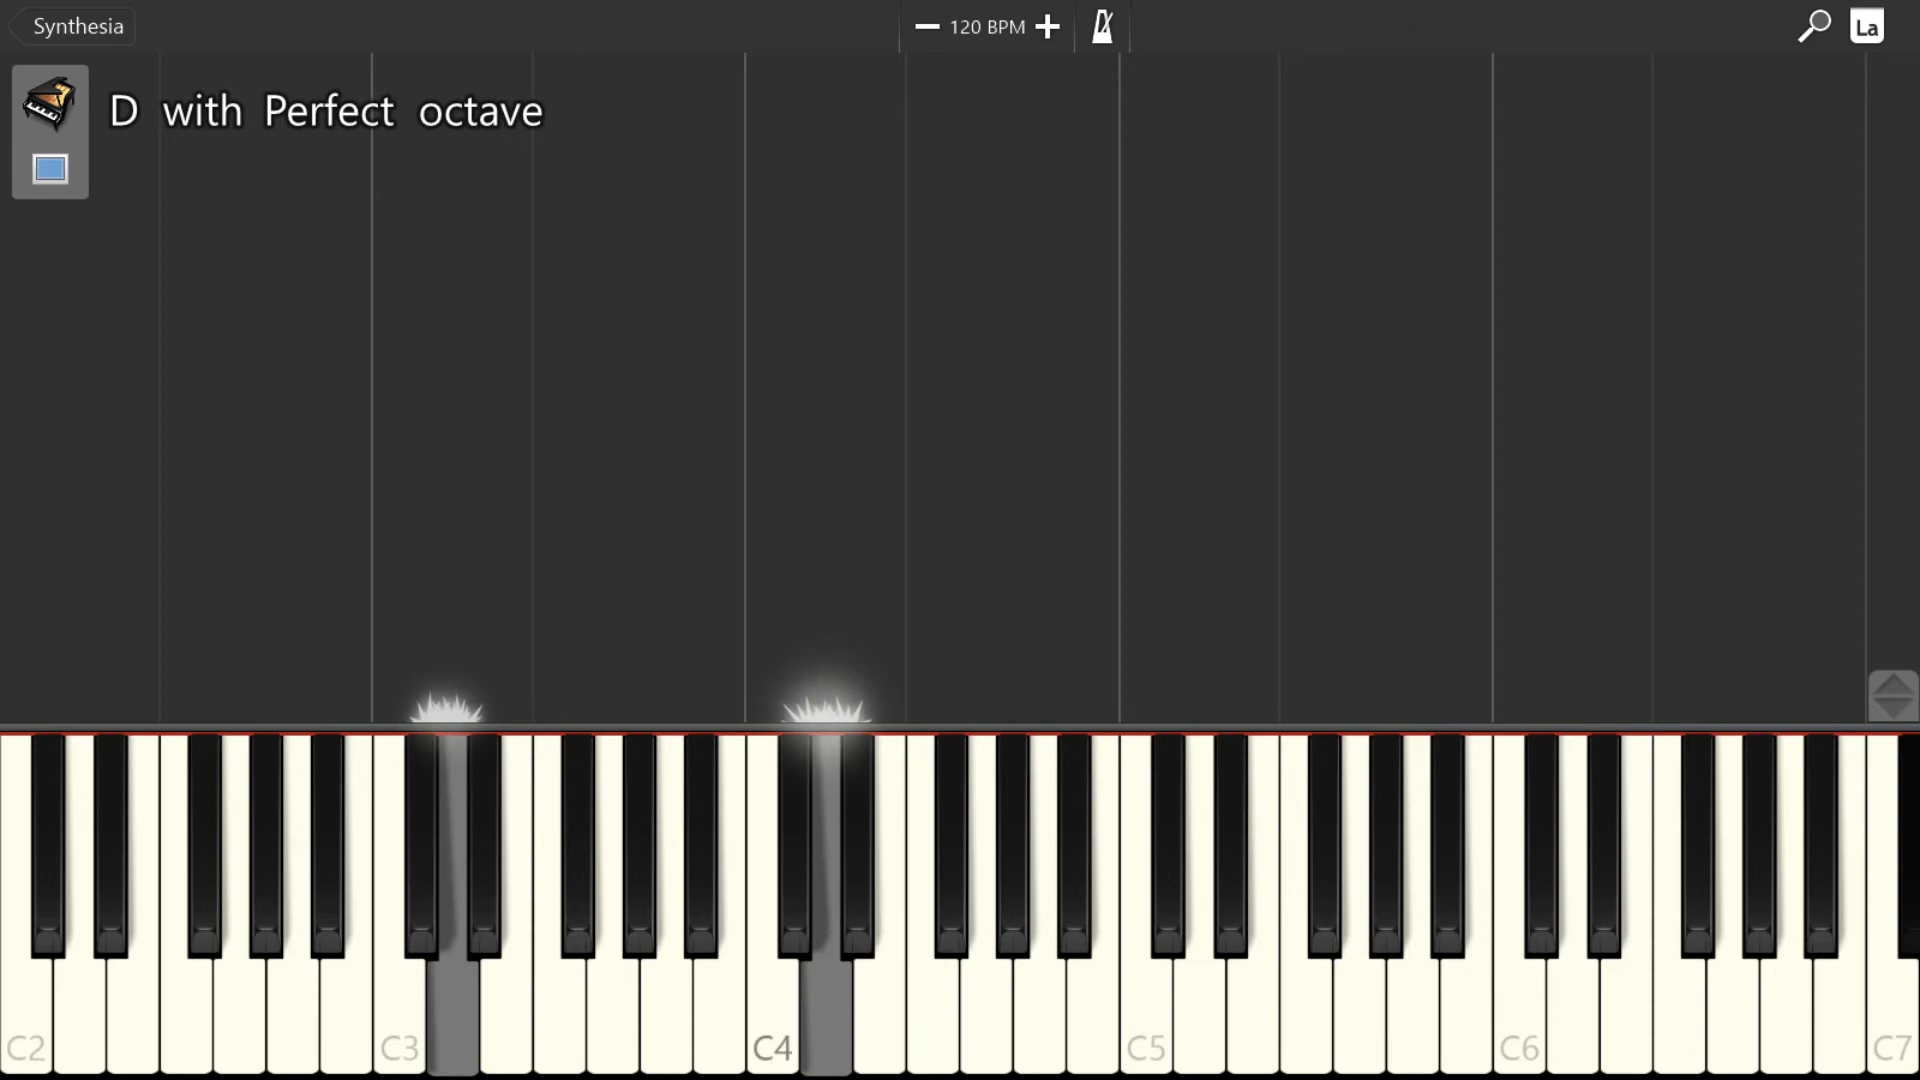 Synthesia
120 BPM
La
D with Perfect octave
C2
C3
C4
C5
C6
C7